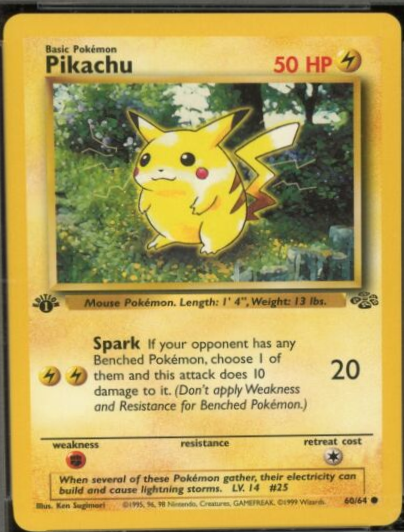 Basic Pokémon
Pikachu
50 HP
EDITION
1
Mouse Pokémon. Length: 1' 4", Weight: 13 lbs.
Spark If your opponent has any
Benched Pokémon, choose 1 of
them and this attack does 10
damage to it. (Don't apply Weakness
and Resistance for Benched Pokémon.)
20
weakness resistance retreat cost
When several of these Pokémon gather, their electricity can
build and cause lightning storms. LV. 14 #25
Illus. Ken Sugimori ©1995, 96, 98 Nintendo, Creatures, GAMEFREAK. ©1999 Wizards. 60/64